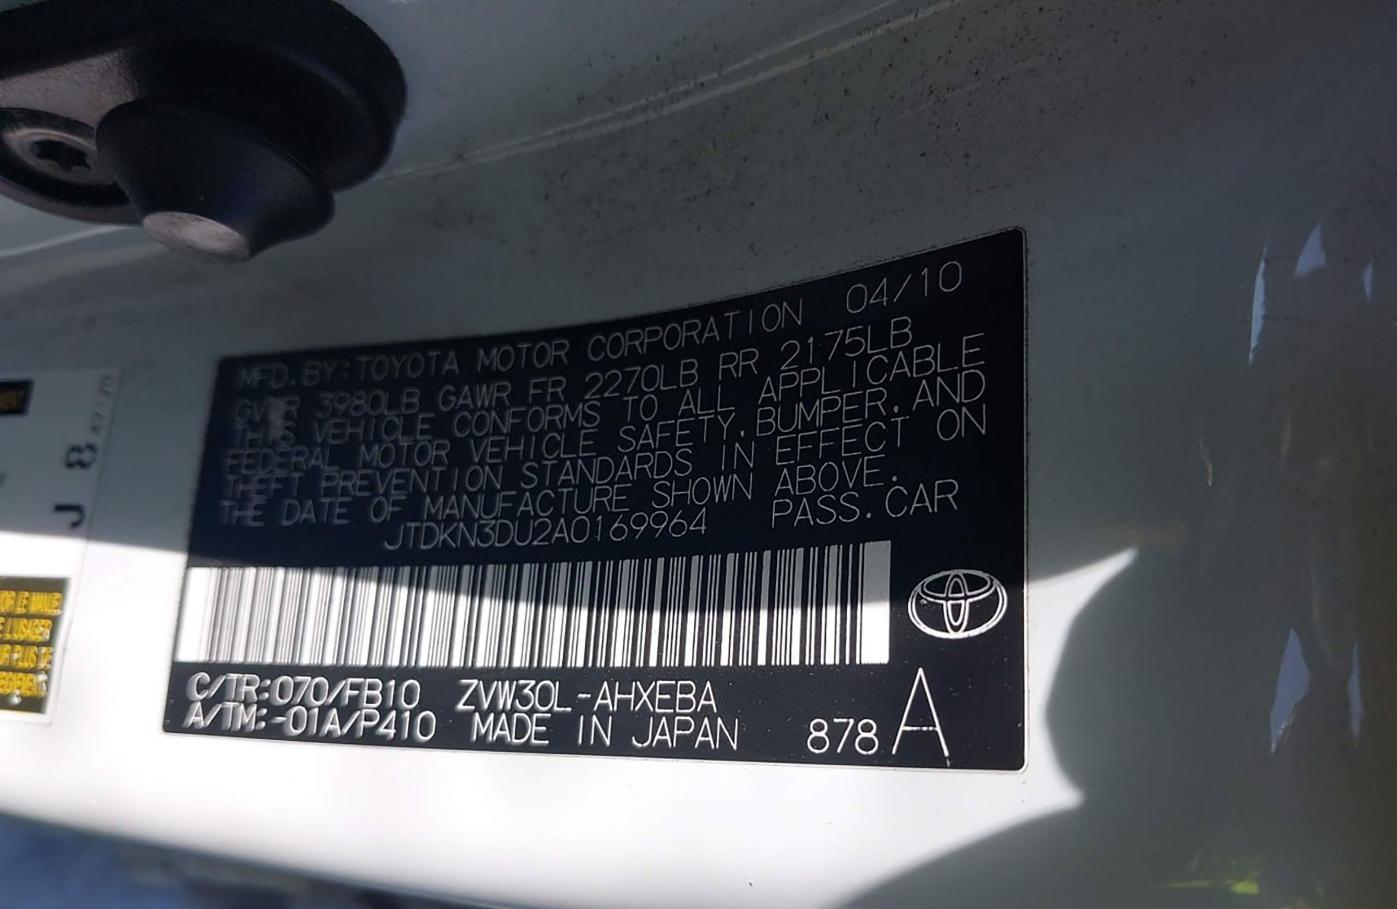 MFD. BY: TOYOTA MOTOR CORPORATION 04/10
GVWR 3980LB GAWR FR 2270LB RR 2175LB
THIS VEHICLE CONFORMS TO ALL APPLICABLE
FEDERAL MOTOR VEHICLE SAFETY, BUMPER, AND
THEFT PREVENTION STANDARDS IN EFFECT ON
THE DATE OF MANUFACTURE SHOWN ABOVE.
JTDKN3DU2A0169964 PASS. CAR
C/TR:070/FB10 ZVW30L-AHXEBA
A/TM:-01A/P410 MADE IN JAPAN 878 A
J 8